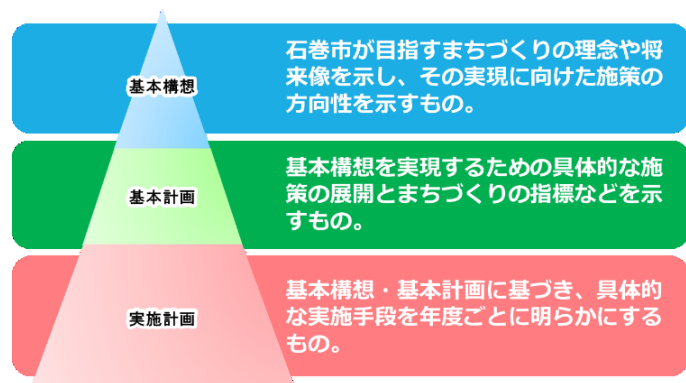 基本構想
石巻市が目指すまちづくりの理念や将
来像を示し、その実現に向けた施策の
方向性を示すもの。
基本計画
基本構想を実現するための具体的な施
策の展開とまちづくりの指標などを示
すもの。
実施計画
基本構想・基本計画に基づき、具体的
な実施手段を年度ごとに明らかにする
もの。